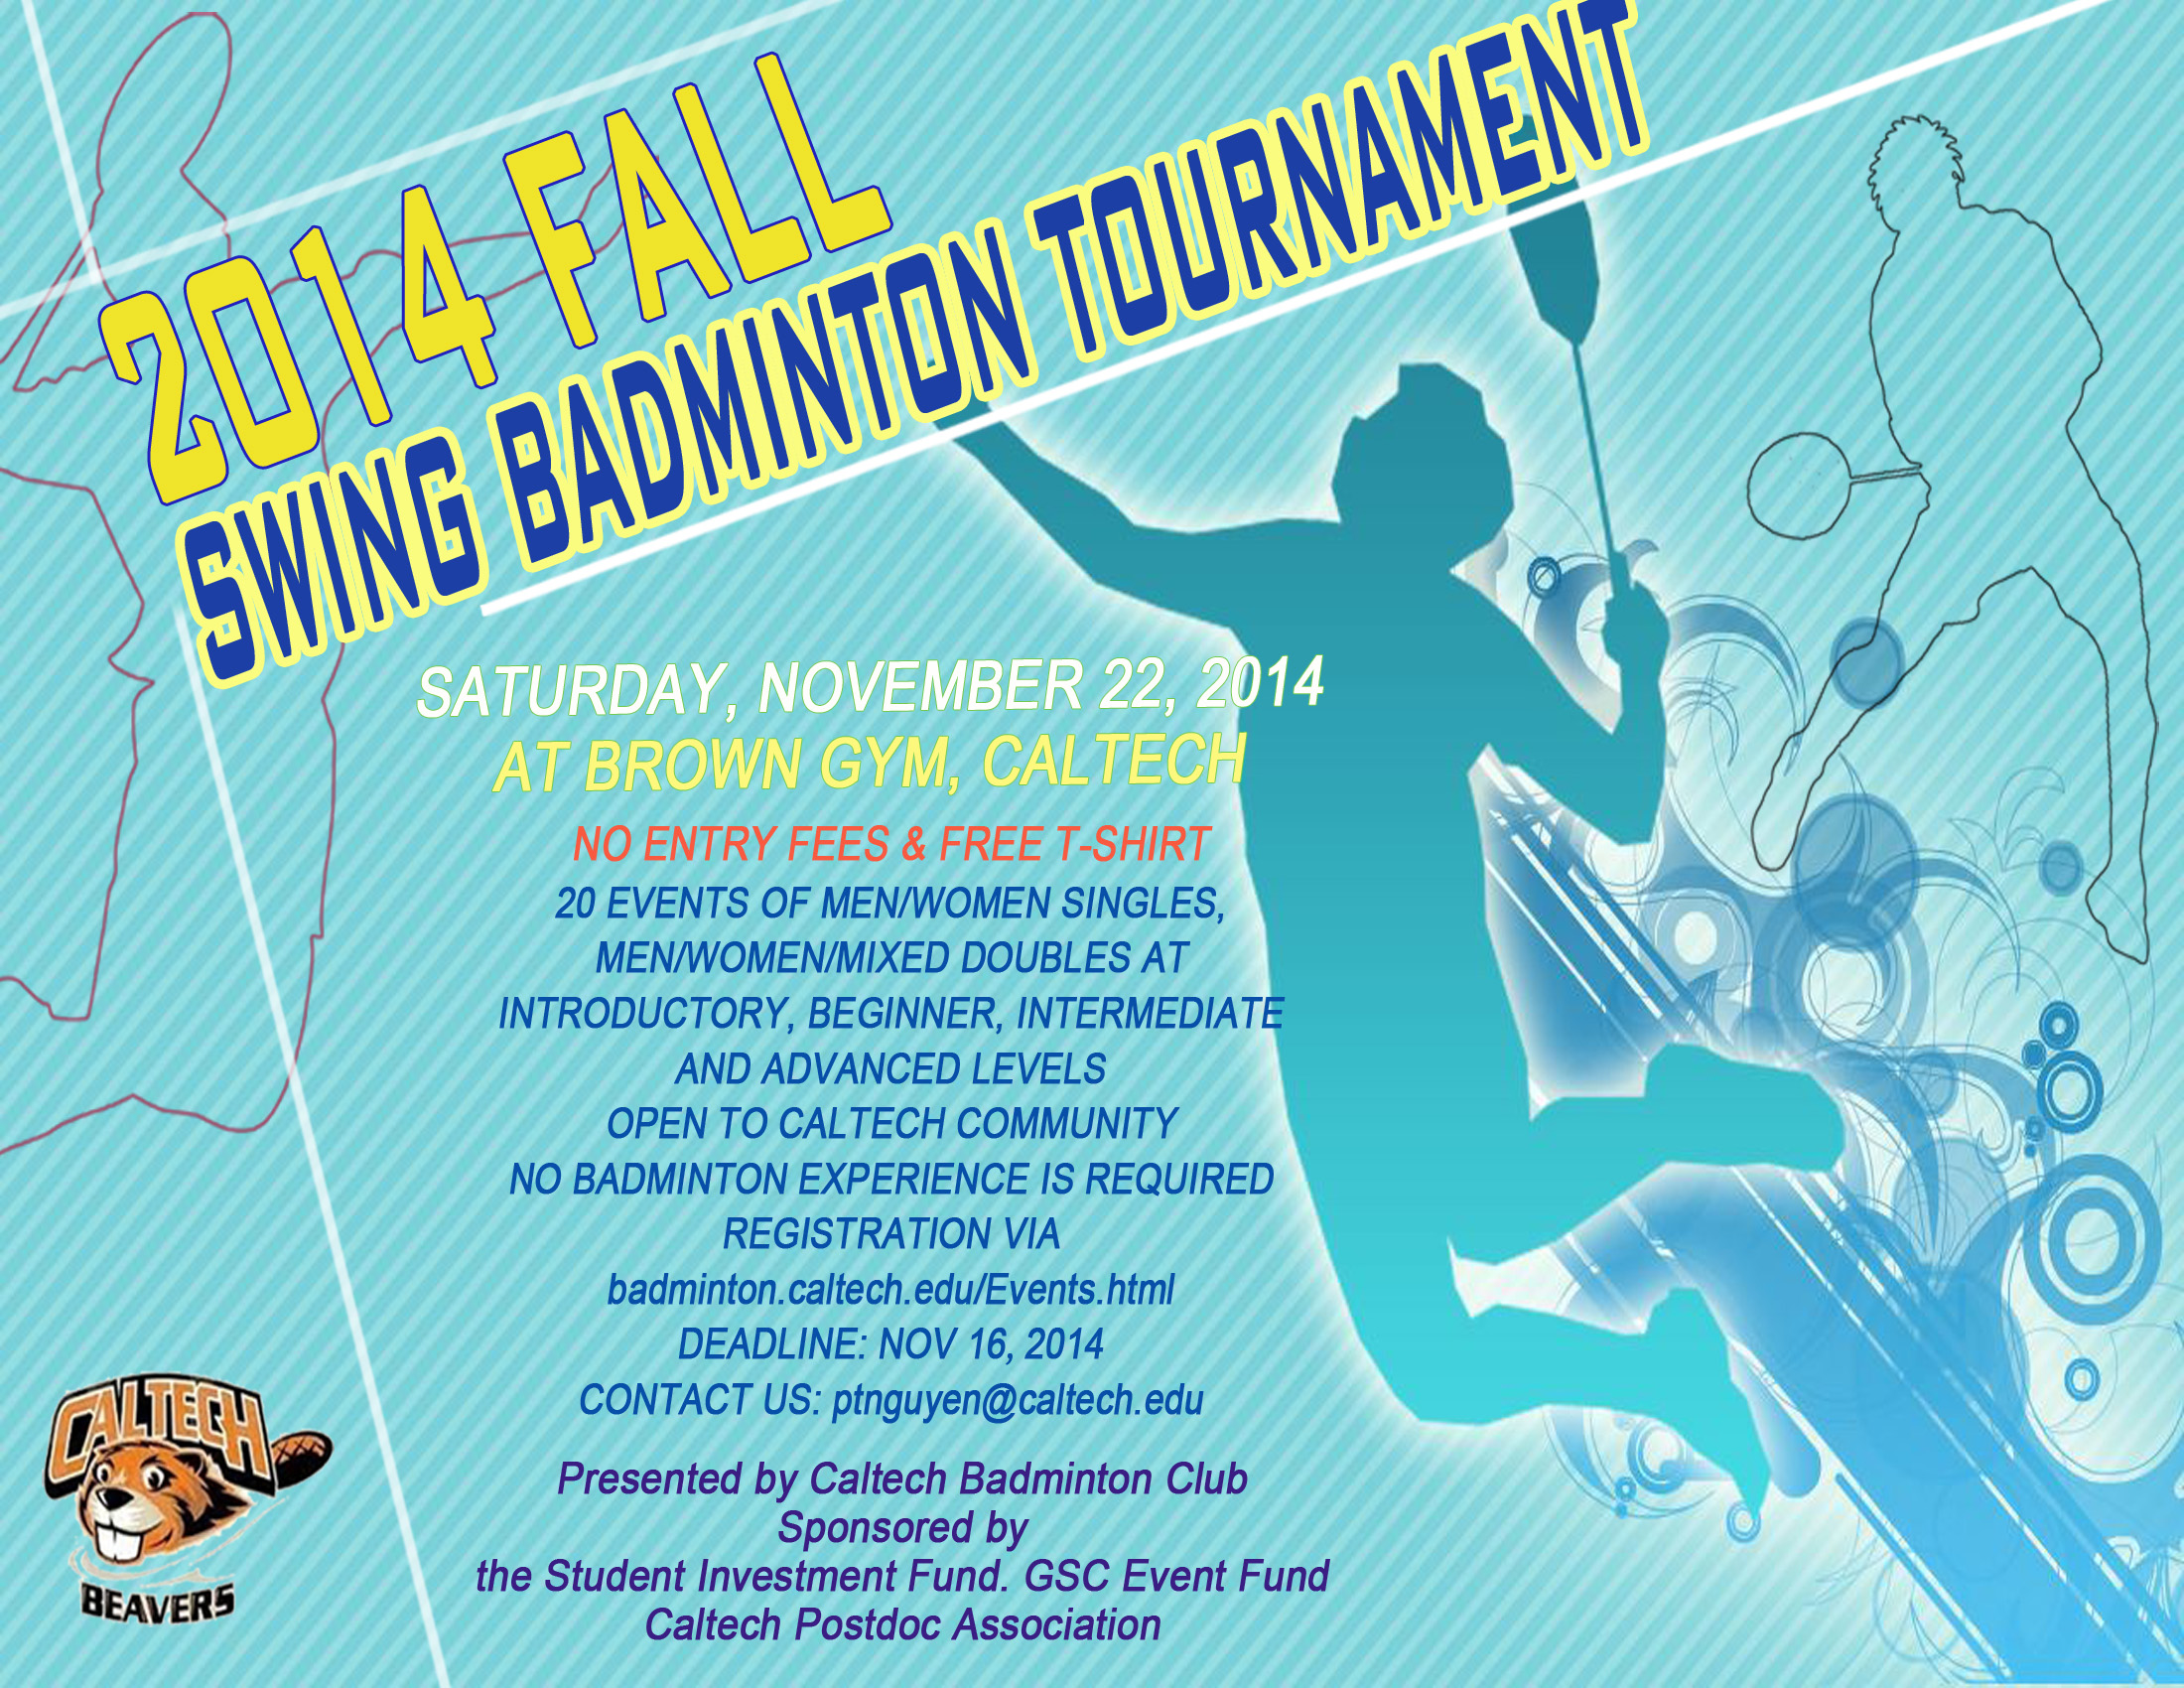 2014 FALL
SWING BADMINTON TOURNAMENT
SATURDAY, NOVEMBER 22, 2014
AT BROWN GYM, CALTECH
NO ENTRY FEES & FREE T-SHIRT
20 EVENTS OF MEN/WOMEN SINGLES,
MEN/WOMEN/MIXED DOUBLES AT
INTRODUCTORY, BEGINNER, INTERMEDIATE
AND ADVANCED LEVELS
OPEN TO CALTECH COMMUNITY
NO BADMINTON EXPERIENCE IS REQUIRED
REGISTRATION VIA
badminton.caltech.edu/Events.html
DEADLINE: NOV 16, 2014
CONTACT US: ptnguyen@caltech.edu
Presented by Caltech Badminton Club
Sponsored by
the Student Investment Fund. GSC Event Fund
Caltech Postdoc Association
CALTECH
BEAVERS